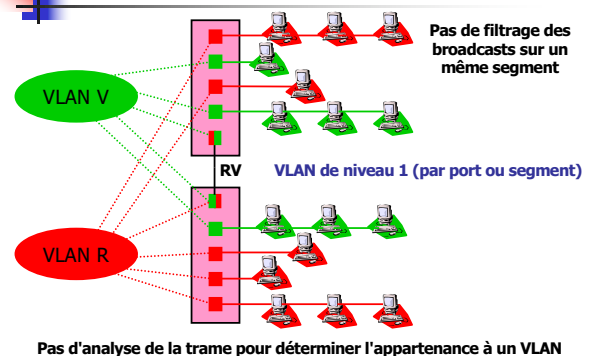 Pas de filtrage des
broadcasts sur un
même segment
VLAN V
RV
VLAN de niveau 1 (par port ou segment)
VLAN R
Pas d'analyse de la trame pour déterminer l'appartenance à un VLAN